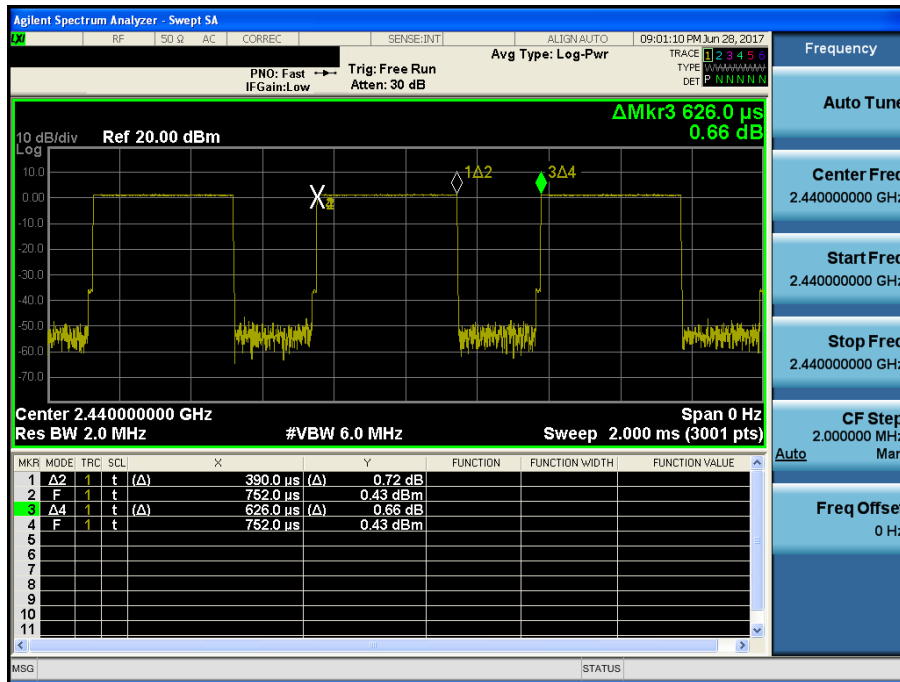 Agilent Spectrum Analyzer - Swept SA
LXI RF 50 Ω AC CORREC SENSE:INT ALIGN AUTO 09:01:10 PM Jun 28, 2017
Frequency
PNO: Fast
IFGain:Low
Trig: Free Run
Atten: 30 dB
Avg Type: Log-Pwr
TRACE 1 2 3 4 5 6
TYPE WWWWWW
DET P N N N N N
Auto Tune
ΔMkr3 626.0 µs
0.66 dB
10 dB/div Ref 20.00 dBm
Log
10.0
0.00
-10.0
-20.0
-30.0
-40.0
-50.0
-60.0
-70.0
X
1Δ2
3Δ4
Center Freq
2.440000000 GHz
Start Freq
2.440000000 GHz
Stop Freq
2.440000000 GHz
CF Step
2.000000 MHz
Auto Man
Freq Offset
0 Hz
Center 2.440000000 GHz Span 0 Hz
Res BW 2.0 MHz #VBW 6.0 MHz Sweep 2.000 ms (3001 pts)
MKR MODE TRC SCL X Y FUNCTION FUNCTION WIDTH FUNCTION VALUE
1 Δ2 1 t (Δ) 390.0 µs (Δ) 0.72 dB
2 F 1 t 752.0 µs 0.43 dBm
3 Δ4 1 t (Δ) 626.0 µs (Δ) 0.66 dB
4 F 1 t 752.0 µs 0.43 dBm
5
6
7
8
9
10
11
MSG STATUS